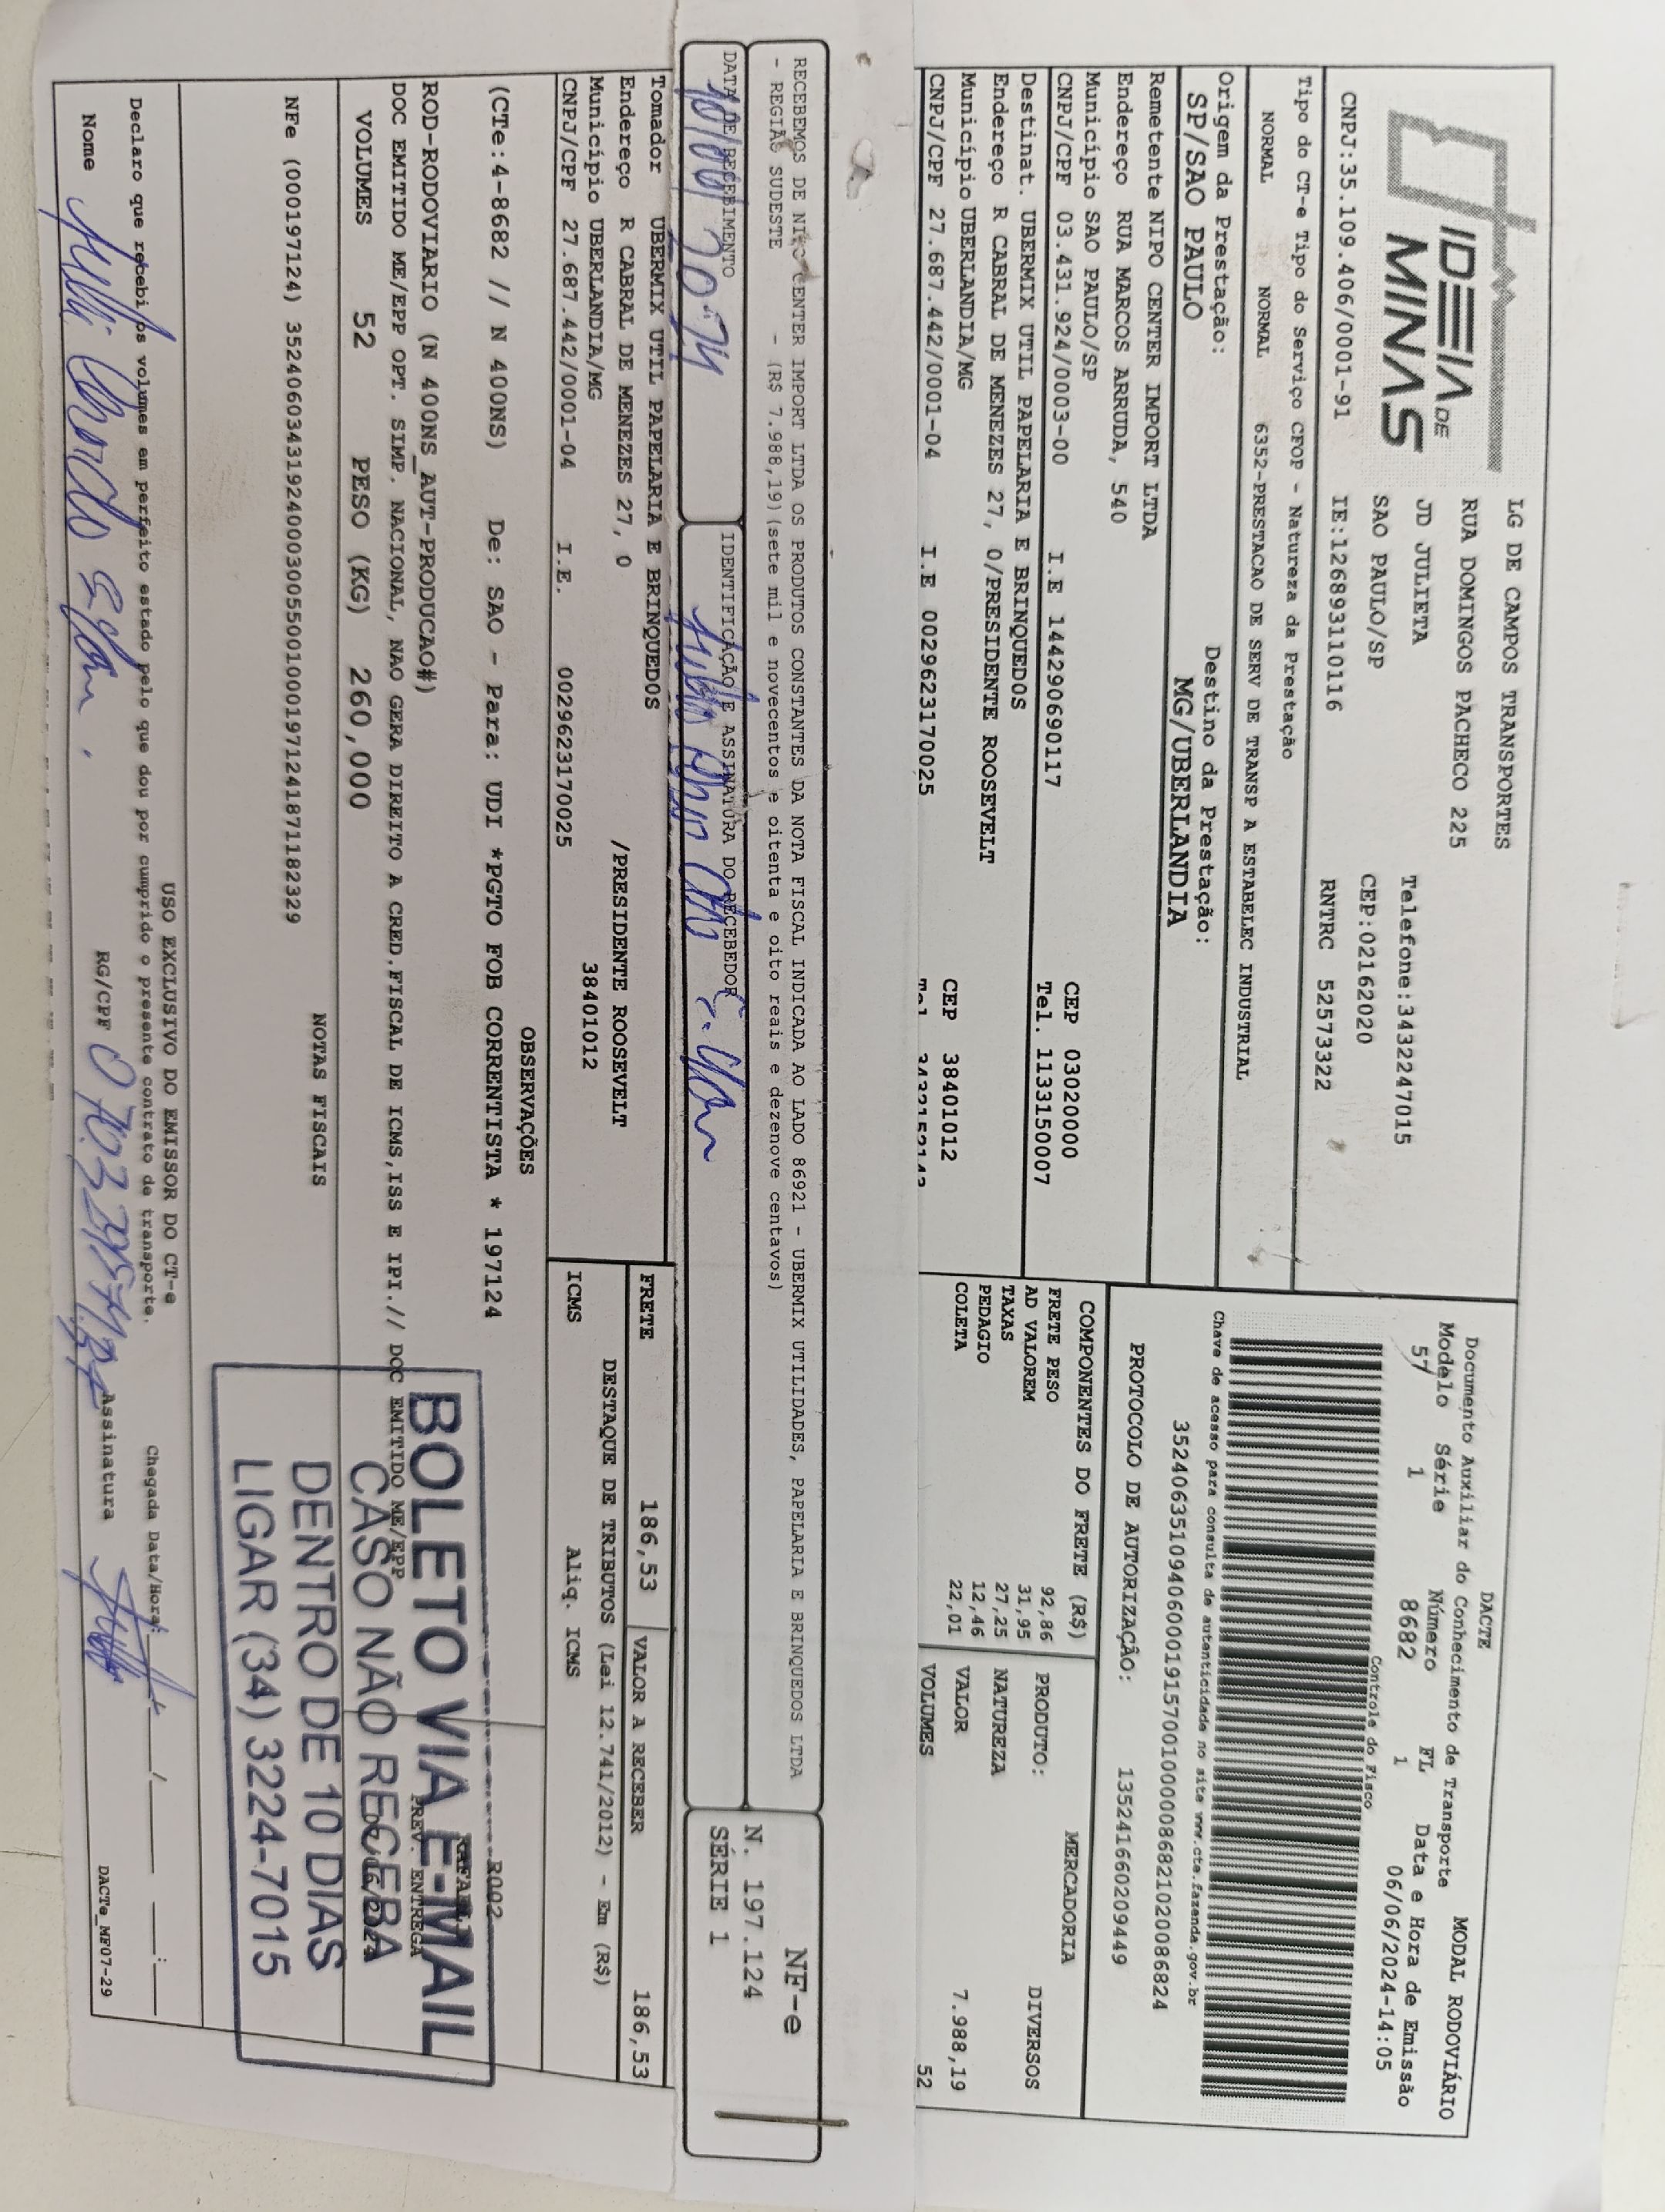 IDEIA DE
MINAS
LG DE CAMPOS TRANSPORTES
RUA DOMINGOS PACHECO 225
JD JULIETA
SAO PAULO/SP
Telefone:3432247015
CEP:02162020
CNPJ:35.109.406/0001-91 IE:126893110116 RNTRC 52573322
DACTE
Documento Auxiliar do Conhecimento de Transporte
MODAL RODOVIÁRIO
Modelo Série Número FL Data e Hora de Emissão
57 1 8682 1 06/06/2024-14:05
Controle do Fisco
Tipo do CT-e Tipo do Serviço CFOP - Natureza da Prestação
NORMAL NORMAL 6352-PRESTACAO DE SERV DE TRANSP A ESTABELEC INDUSTRIAL
Chave de acesso para consulta de autenticidade no site www.cte.fazenda.gov.br
35240635109406000191570010000086821020086824
Origem da Prestação: Destino da Prestação:
SP/SAO PAULO MG/UBERLANDIA
PROTOCOLO DE AUTORIZAÇÃO: 135241660209449
Remetente NIPO CENTER IMPORT LTDA
Endereço RUA MARCOS ARRUDA, 540
Município SAO PAULO/SP CEP 03020000
CNPJ/CPF 03.431.924/0003-00 I.E 144290690117 Tel. 1133150007
Destinat. UBERMIX UTIL PAPELARIA E BRINQUEDOS
Endereço R CABRAL DE MENEZES 27, 0/PRESIDENTE ROOSEVELT
Município UBERLANDIA/MG CEP 38401012
CNPJ/CPF 27.687.442/0001-04 I.E 0029623170025
COMPONENTES DO FRETE (R$)
FRETE PESO 92,86
AD VALOREM 31,95
TAXAS 27,25
PEDAGIO 12,46
COLETA 22,01
MERCADORIA
PRODUTO: DIVERSOS
NATUREZA
VALOR 7.988,19
VOLUMES 52
RECEBEMOS DE NIPO CENTER IMPORT LTDA OS PRODUTOS CONSTANTES DA NOTA FISCAL INDICADA AO LADO 86921 - UBERMIX UTILIDADES, PAPELARIA E BRINQUEDOS LTDA
- REGIÃO SUDESTE - (R$ 7.988,19)(sete mil e novecentos e oitenta e oito reais e dezenove centavos)
DATA DE RECEBIMENTO
IDENTIFICAÇÃO E ASSINATURA DO RECEBEDOR
NF-e
N. 197.124
SÉRIE 1
Tomador UBERMIX UTIL PAPELARIA E BRINQUEDOS
Endereço R CABRAL DE MENEZES 27, 0 /PRESIDENTE ROOSEVELT
Município UBERLANDIA/MG 38401012
CNPJ/CPF 27.687.442/0001-04 I.E. 0029623170025
FRETE 186,53 VALOR A RECEBER 186,53
DESTAQUE DE TRIBUTOS (Lei 12.741/2012) - Em (R$)
ICMS Aliq. ICMS
OBSERVAÇÕES
(CTe:4-8682 // N 400NS) De: SAO - Para: UDI *PGTO FOB CORRENTISTA * 197124
R002
ROD-RODOVIARIO (N 400NS_AUT-PRODUCAO#)
DOC EMITIDO ME/EPP OPT. SIMP. NACIONAL, NAO GERA DIREITO A CRED.FISCAL DE ICMS,ISS E IPI.// DOC EMITIDO ME/EPP
PREV. ENTREGA
VOLUMES 52 PESO (KG) 260,000
BOLETO VIA E-MAIL
CASO NÃO RECEBA
DENTRO DE 10 DIAS
LIGAR (34) 3224-7015
NOTAS FISCAIS
NFe (000197124) 35240603431924000300550010001971241871182329
USO EXCLUSIVO DO EMISSOR DO CT-e
Declaro que recebi os volumes em perfeito estado pelo que dou por cumprido o presente contrato de transporte.
Chegada Data/Hora:
Nome RG/CPF Assinatura
DACTe_MF07-29